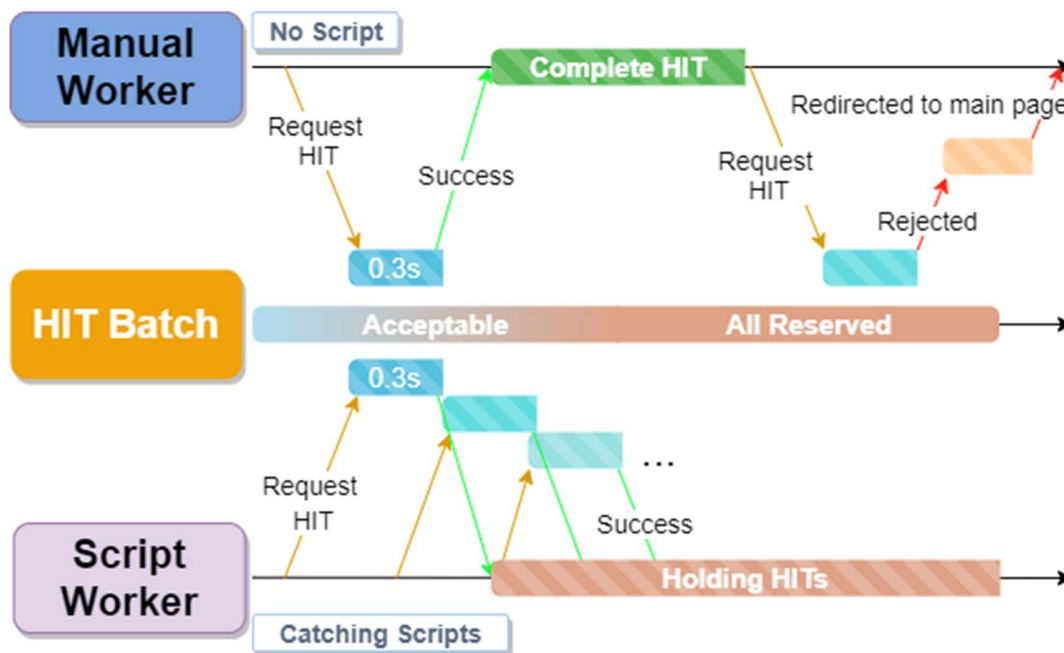 Manual
Worker
No Script
Complete HIT
Redirected to main page
Request
HIT
Success
Request
HIT
Rejected
0.3s
HIT Batch
Acceptable
All Reserved
0.3s
...
Request
HIT
Success
Script
Worker
Holding HITs
Catching Scripts